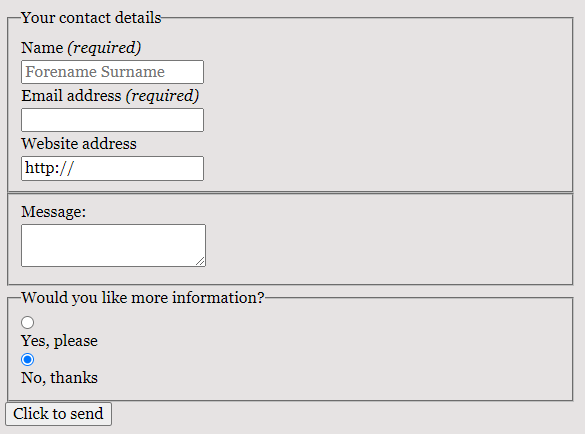 Your contact details
Name (required)
Forename Surname
Email address (required)
Website address
http://
Message:
Would you like more information?
Yes, please
No, thanks
Click to send